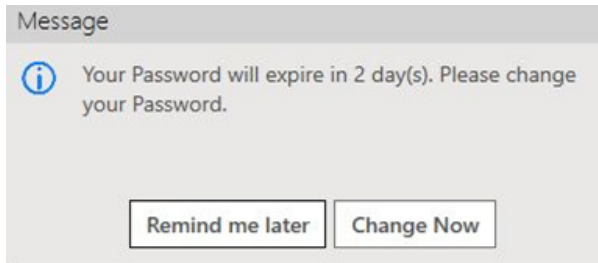 Message
Your Password will expire in 2 day(s). Please change
your Password.
Remind me later
Change Now